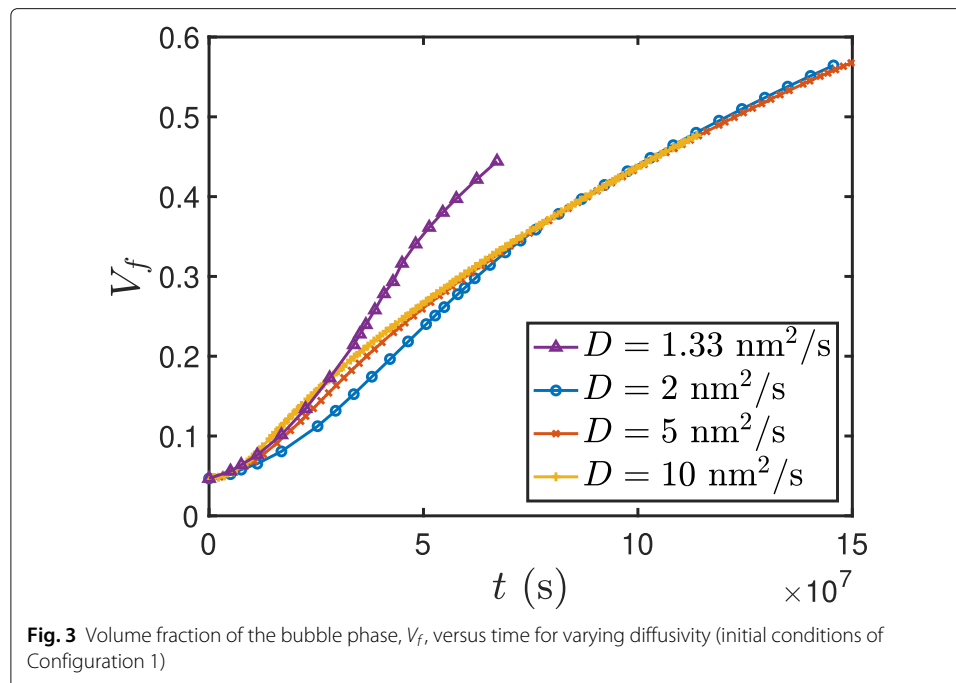 0.6
0.5
0.4
0.3
0.2
0.1
0
V_f
D = 1.33 nm²/s
D = 2 nm²/s
D = 5 nm²/s
D = 10 nm²/s
0 5 10 15
t (s)
×10⁷
Fig. 3 Volume fraction of the bubble phase, V_f, versus time for varying diffusivity (initial conditions of
Configuration 1)